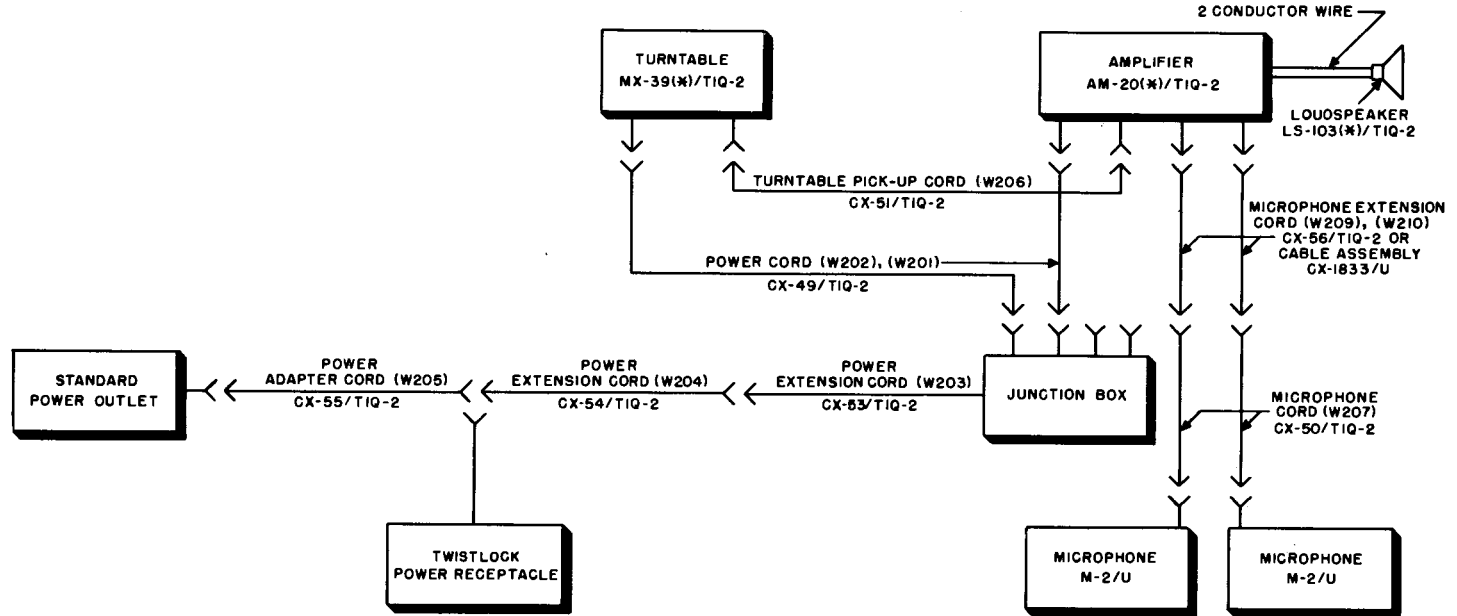 2 CONDUCTOR WIRE
TURNTABLE
MX-39(*)/TIQ-2
AMPLIFIER
AM-20(*)/TIQ-2
LOUDSPEAKER
LS-103(*)/TIQ-2
TURNTABLE PICK-UP CORD (W206)
CX-51/TIQ-2
MICROPHONE EXTENSION
CORD (W209), (W210)
CX-56/TIQ-2 OR
CABLE ASSEMBLY
CX-1833/U
POWER CORD (W202), (W201)
CX-49/TIQ-2
STANDARD
POWER OUTLET
POWER
ADAPTER CORD (W205)
CX-55/TIQ-2
POWER
EXTENSION CORD (W204)
CX-54/TIQ-2
POWER
EXTENSION CORD (W203)
CX-53/TIQ-2
JUNCTION BOX
MICROPHONE
CORD (W207)
CX-50/TIQ-2
TWISTLOCK
POWER RECEPTACLE
MICROPHONE
M-2/U
MICROPHONE
M-2/U